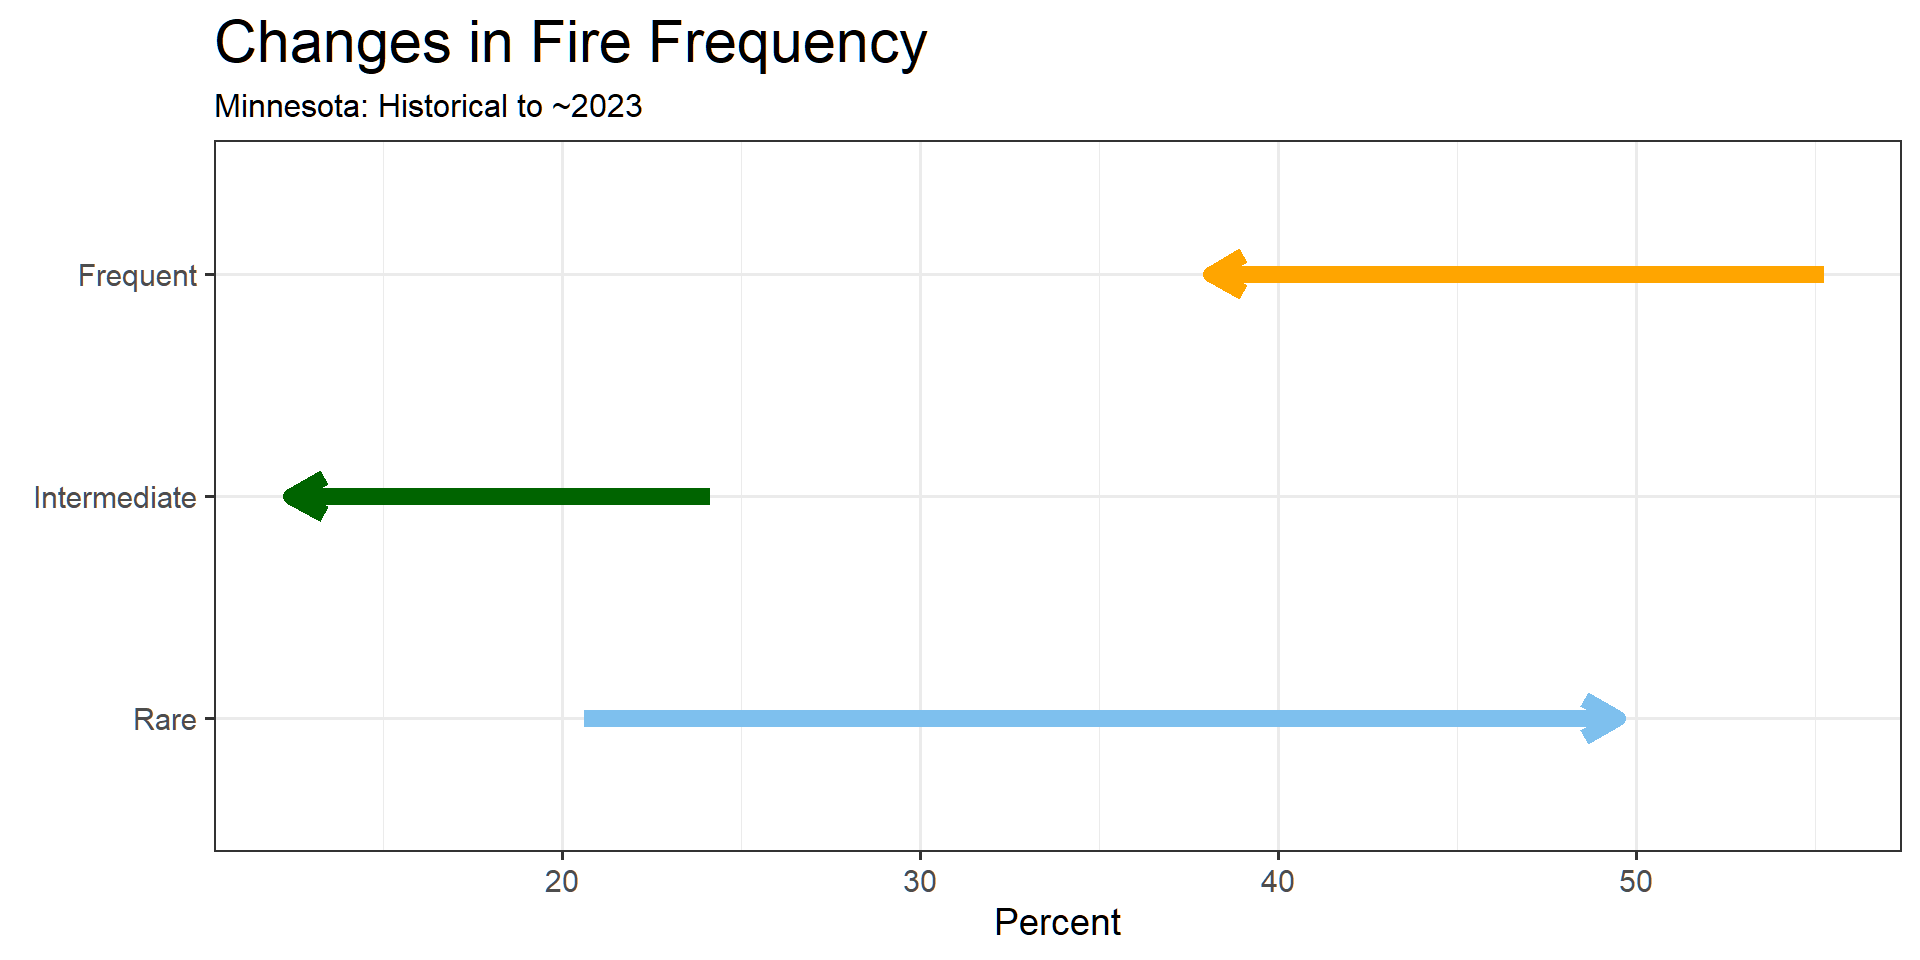 Changes in Fire Frequency
Minnesota: Historical to ~2023
Frequent
Intermediate
Rare
20 30 40 50
Percent